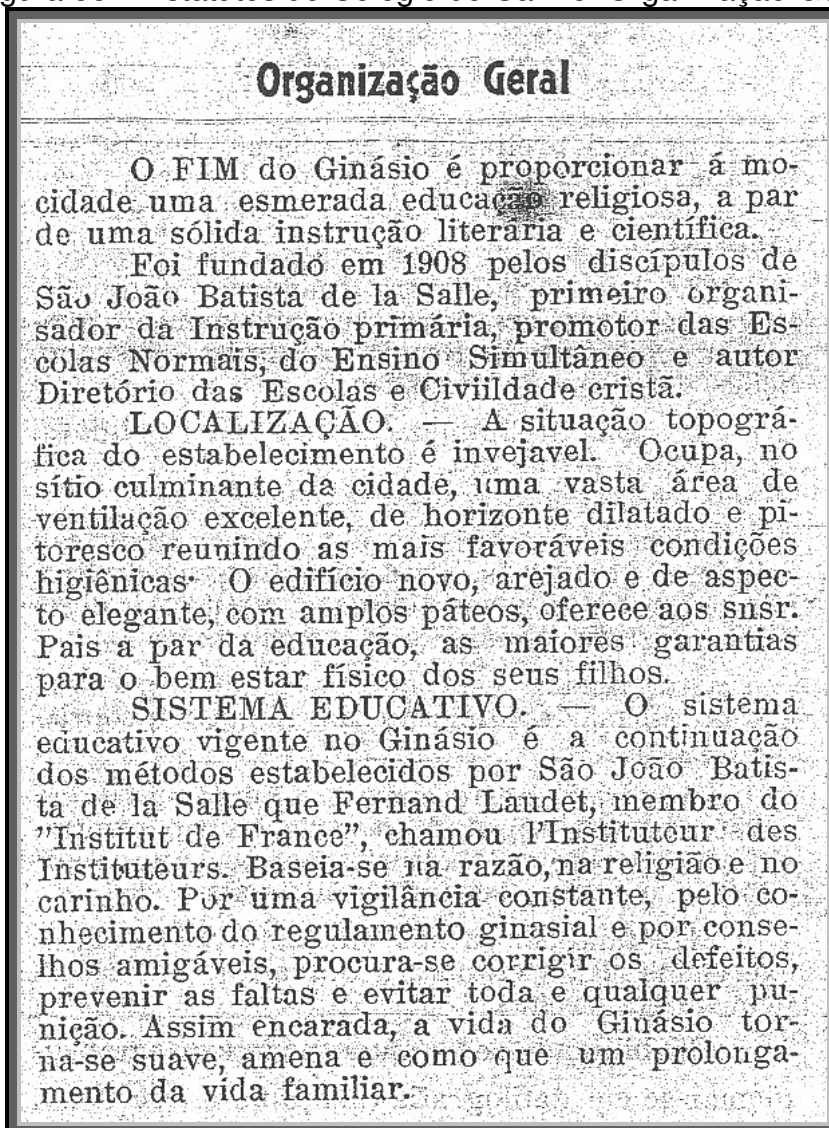 Organização Geral
O FIM do Ginásio é proporcionar á mo-
cidade uma esmerada educação religiosa, a par
de uma sólida instrução literária e científica.
Foi fundado em 1908 pelos discípulos de
São João Batista de la Salle, primeiro organi-
sador da Instrução primária, promotor das Es-
colas Normais, do Ensino Simultâneo e autor
Diretório das Escolas e Civiildade cristã.
LOCALIZAÇÃO. — A situação topográ-
fica do estabelecimento é invejavel. Ocupa, no
sítio culminante da cidade, uma vasta área de
ventilação excelente, de horizonte dilatado e pi-
toresco reunindo as mais favoráveis condições
higiênicas. O edifício novo, arejado e de aspec-
to elegante, com amplos páteos, oferece aos snsr.
Pais a par da educação, as maiores garantias
para o bem estar físico dos seus filhos.
SISTEMA EDUCATIVO. — O sistema
educativo vigente no Ginásio é a continuação
dos métodos estabelecidos por São João Batis-
ta de la Salle que Fernand Laudet, membro do
"Institut de France", chamou l'Instituteur des
Instituteurs. Baseia-se na razão, na religião e no
carinho. Por uma vigilância constante, pelo co-
nhecimento do regulamento ginasial e por conse-
lhos amigáveis, procura-se corrigir os defeitos,
prevenir as faltas e evitar toda e qualquer pu-
nição. Assim encarada, a vida do Ginásio tor-
na-se suave, amena e como que um prolonga-
mento da vida familiar.